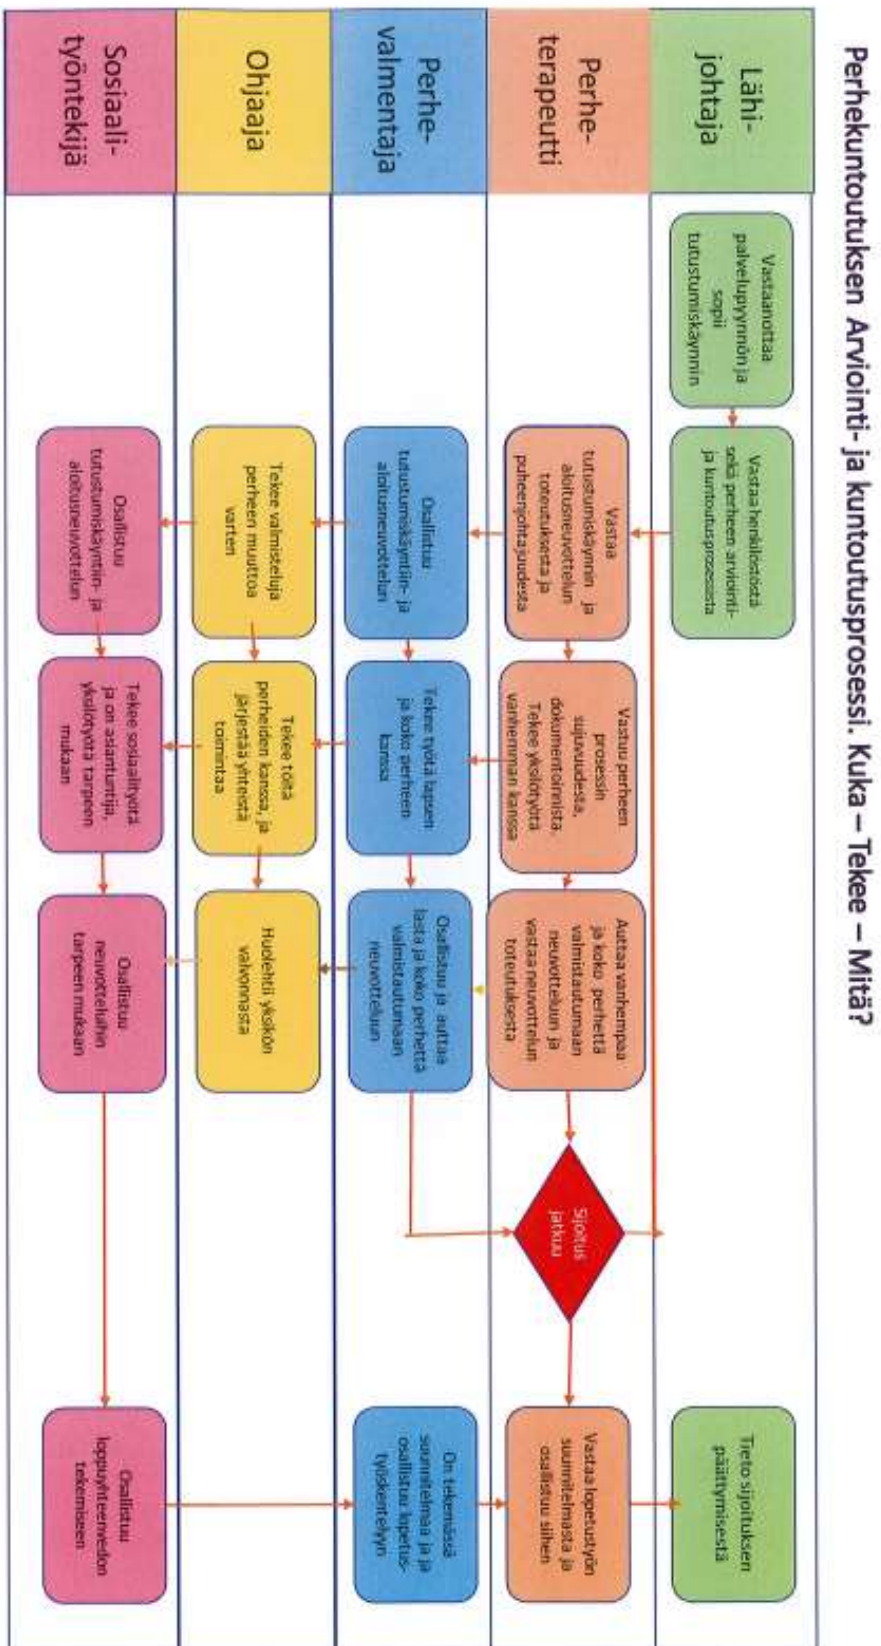 Perhekuntoutuksen Arviointi- ja kuntoutusprosessi. Kuka – Tekee – Mitä?
Lähi-
johtaja
Vastaanottaa
palvelupyynnön ja
sopii
tutustumiskäynnin
Vastaa henkilöstöstä
sekä perheen arviointi-
ja kuntoutusprosessista
Tieto sijoituksen
päättymisestä
Perhe-
terapeutti
Vastaa
tutustumiskäynnin ja
aloitusneuvottelun
toteutuksesta ja
puheenjohtajuudesta
Vastuu perheen
prosessin
sujuvuudesta,
dokumentoinnista.
Tekee yksilötyötä
vanhemman kanssa
Auttaa vanhempaa
ja koko perhettä
valmistautumaan
neuvotteluun ja
vastaa neuvottelun
toteutuksesta
Sijoitus
jatkuu
Vastaa lopetustyön
suunnitelmasta ja
osallistuu siihen
Perhe-
valmentaja
Osallistuu
tutustumiskäyntiin- ja
aloitusneuvotteluun
Tekee työtä lapsen
ja koko perheen
kanssa
Osallistuu ja auttaa
lasta ja koko perhettä
valmistautumaan
neuvotteluun
On tekemässä
suunnitelmaa ja ja
osallistuu lopetus-
työskentelyyn
Ohjaaja
Tekee valmisteluja
perheen muuttoa
varten
Tekee töitä
perheiden kanssa, ja
järjestää yhteistä
toimintaa
Huolehtii yksikön
valvonnasta
Sosiaali-
työntekijä
Osallistuu
tutustumiskäyntiin- ja
aloitusneuvotteluun
Tekee sosiaalityötä
ja on asiantuntija,
yksilötyötä tarpeen
mukaan
Osallistuu
neuvotteluihin
tarpeen mukaan
Osallistuu
loppuyhteenvedon
tekemiseen